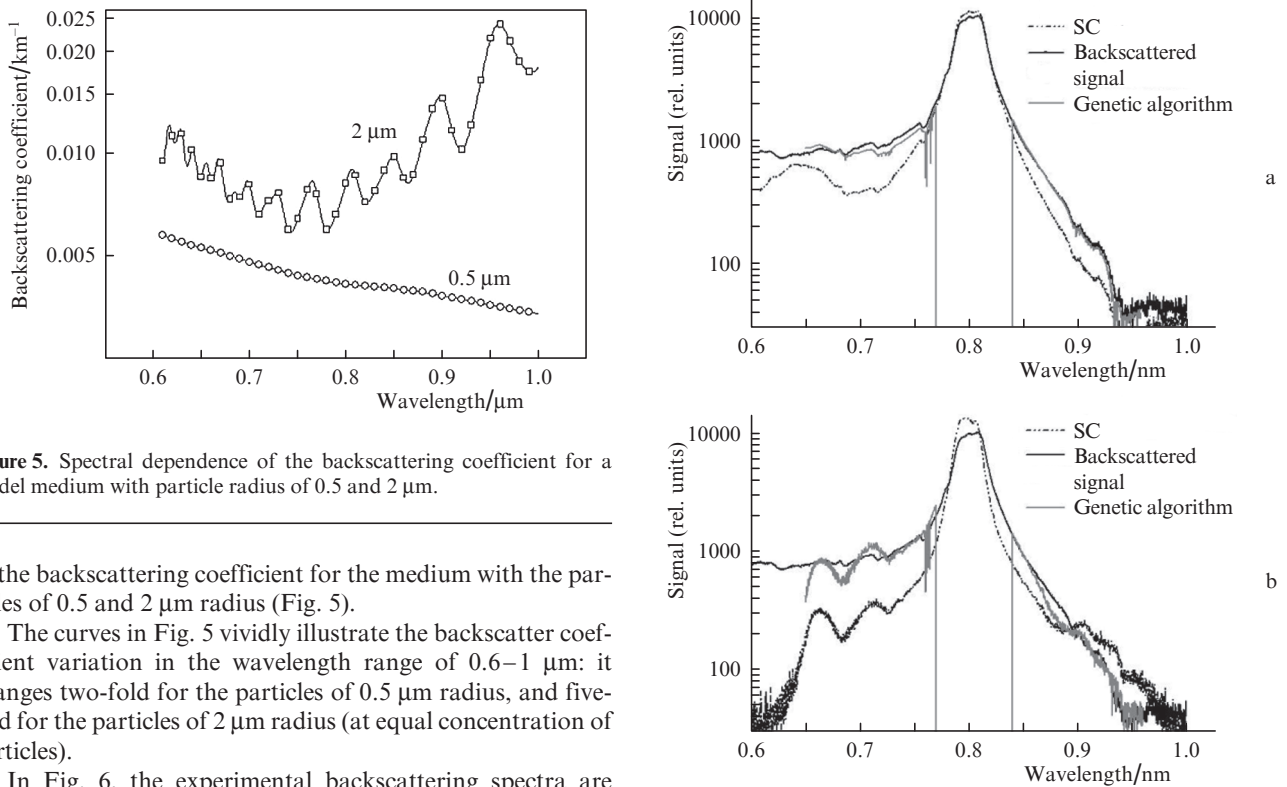 0.025
0.020
0.015
0.010
0.005
Backscattering coefficient/km⁻¹
2 μm
0.5 μm
0.6 0.7 0.8 0.9 1.0
Wavelength/μm
ure 5. Spectral dependence of the backscattering coefficient for a
del medium with particle radius of 0.5 and 2 μm.
the backscattering coefficient for the medium with the par-
les of 0.5 and 2 μm radius (Fig. 5).
The curves in Fig. 5 vividly illustrate the backscatter coef-
ent variation in the wavelength range of 0.6–1 μm: it
anges two-fold for the particles of 0.5 μm radius, and five-
d for the particles of 2 μm radius (at equal concentration of
rticles).
In Fig. 6, the experimental backscattering spectra are
10000
1000
100
Signal (rel. units)
SC
Backscattered
signal
Genetic algorithm
a
0.6 0.7 0.8 0.9 1.0
Wavelength/nm
10000
1000
100
Signal (rel. units)
SC
Backscattered
signal
Genetic algorithm
b
0.6 0.7 0.8 0.9 1.0
Wavelength/nm